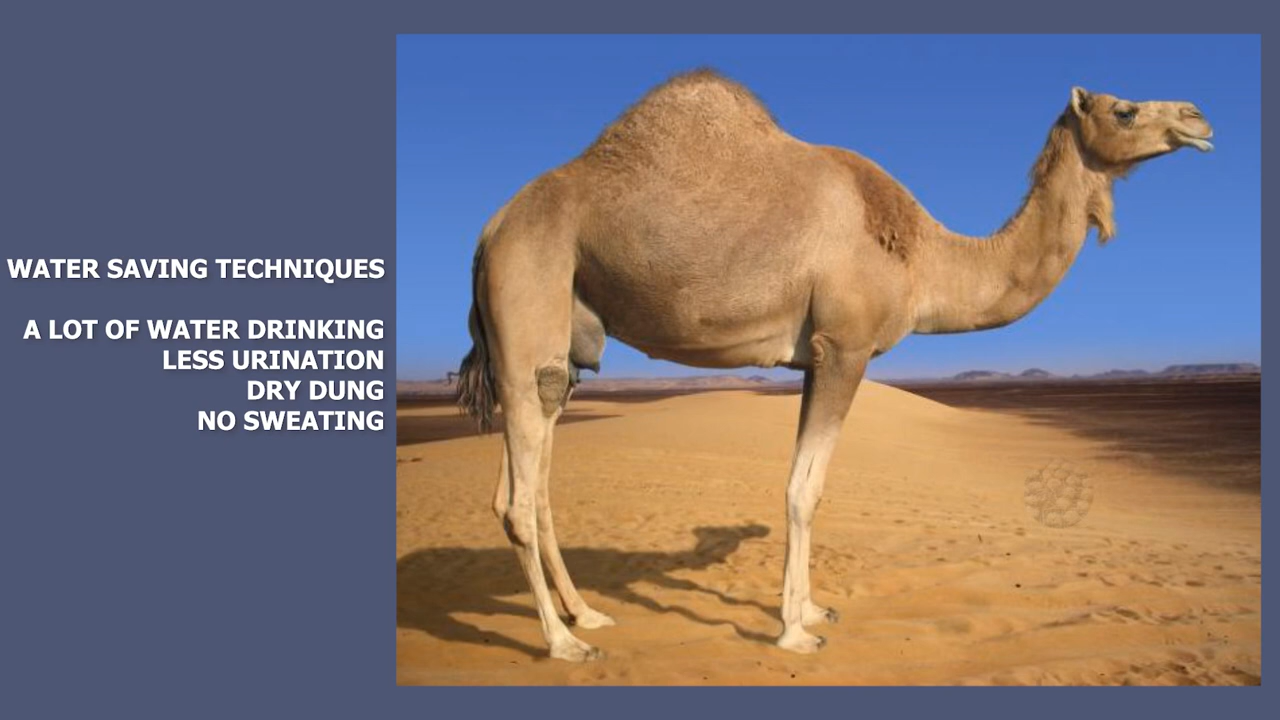 WATER SAVING TECHNIQUES
A LOT OF WATER DRINKING
LESS URINATION
DRY DUNG
NO SWEATING